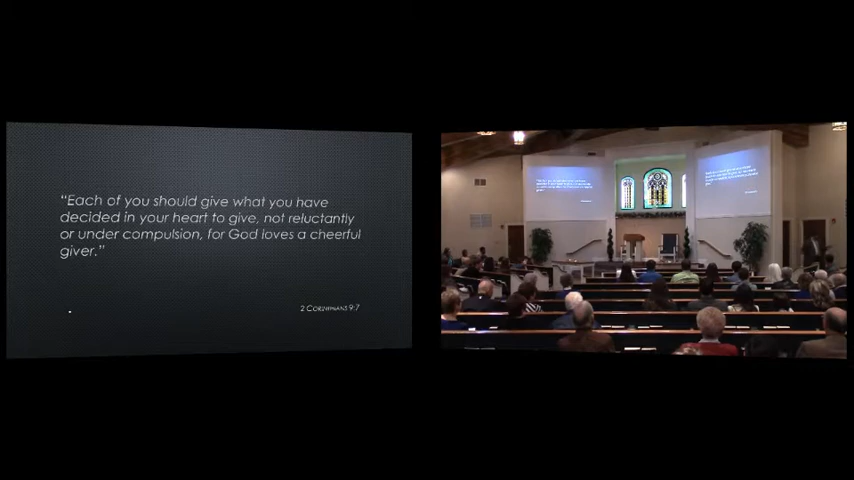 “Each of you should give what you have
decided in your heart to give, not reluctantly
or under compulsion, for God loves a cheerful
giver.”
2 Corinthians 9:7